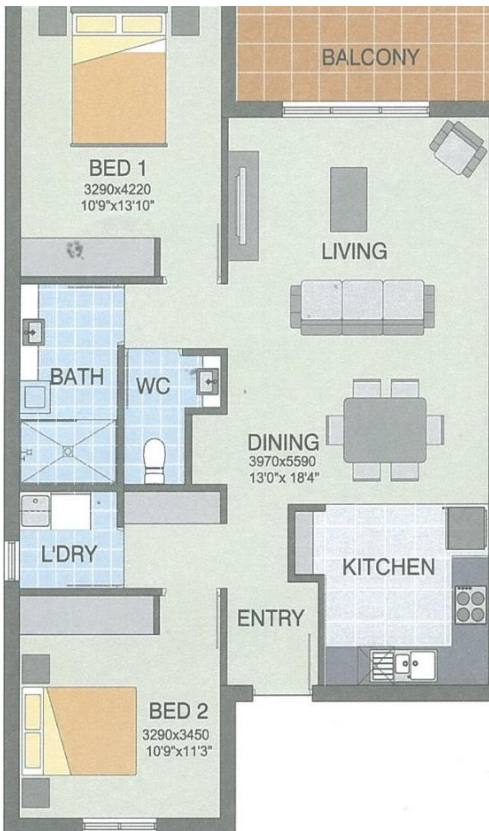 BALCONY
BED 1
3290x4220
10'9"x13'10"
LIVING
BATH
WC
DINING
3970x5590
13'0"x 18'4"
L'DRY
KITCHEN
ENTRY
BED 2
3290x3450
10'9"x11'3"